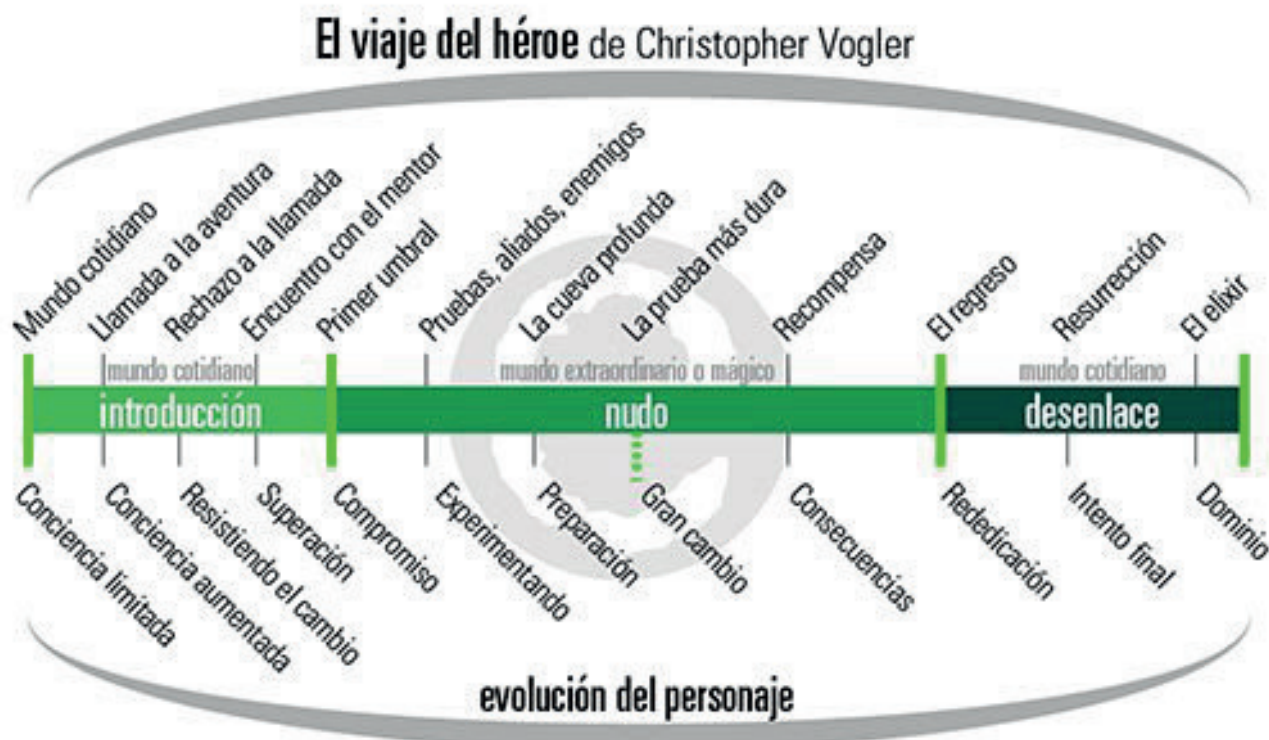 El viaje del héroe de Christopher Vogler
Mundo cotidiano
Llamada a la aventura
Rechazo a la llamada
Encuentro con el mentor
Primer umbral
Pruebas, aliados, enemigos
La cueva profunda
La prueba más dura
Recompensa
El regreso
Resurrección
El elixir
mundo cotidiano
mundo extraordinario o mágico
mundo cotidiano
introducción
nudo
desenlace
Conciencia limitada
Conciencia aumentada
Resistiendo el cambio
Superación
Compromiso
Experimentando
Preparación
Gran cambio
Consecuencias
Rededicación
Intento final
Dominio
evolución del personaje